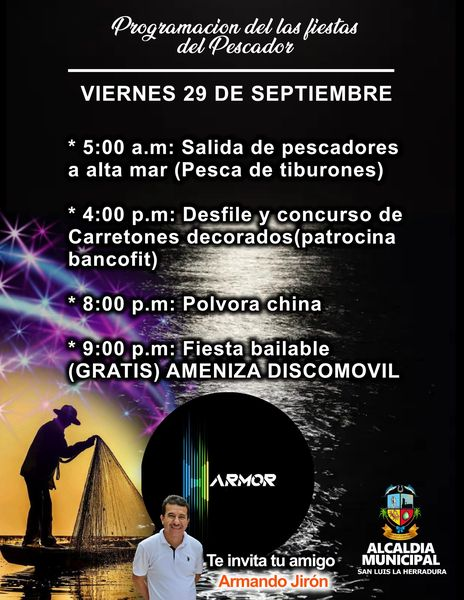 Programacion del las fiestas
del Pescador
VIERNES 29 DE SEPTIEMBRE
* 5:00 a.m: Salida de pescadores
a alta mar (Pesca de tiburones)
* 4:00 p.m: Desfile y concurso de
Carretones decorados(patrocina
bancofit)
* 8:00 p.m: Polvora china
* 9:00 p.m: Fiesta bailable
(GRATIS) AMENIZA DISCOMOVIL
ARMOR
Te invita tu amigo
Armando Jirón
ALCALDIA
MUNICIPAL
SAN LUIS LA HERRADURA